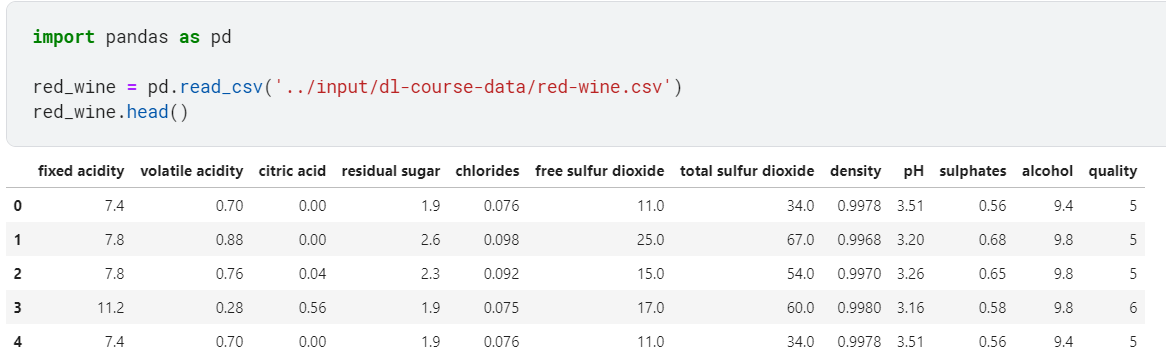 import pandas as pd
red_wine = pd.read_csv('../input/dl-course-data/red-wine.csv')
red_wine.head()
fixed acidity volatile acidity citric acid residual sugar chlorides free sulfur dioxide total sulfur dioxide density pH sulphates alcohol quality
0 7.4 0.70 0.00 1.9 0.076 11.0 34.0 0.9978 3.51 0.56 9.4 5
1 7.8 0.88 0.00 2.6 0.098 25.0 67.0 0.9968 3.20 0.68 9.8 5
2 7.8 0.76 0.04 2.3 0.092 15.0 54.0 0.9970 3.26 0.65 9.8 5
3 11.2 0.28 0.56 1.9 0.075 17.0 60.0 0.9980 3.16 0.58 9.8 6
4 7.4 0.70 0.00 1.9 0.076 11.0 34.0 0.9978 3.51 0.56 9.4 5